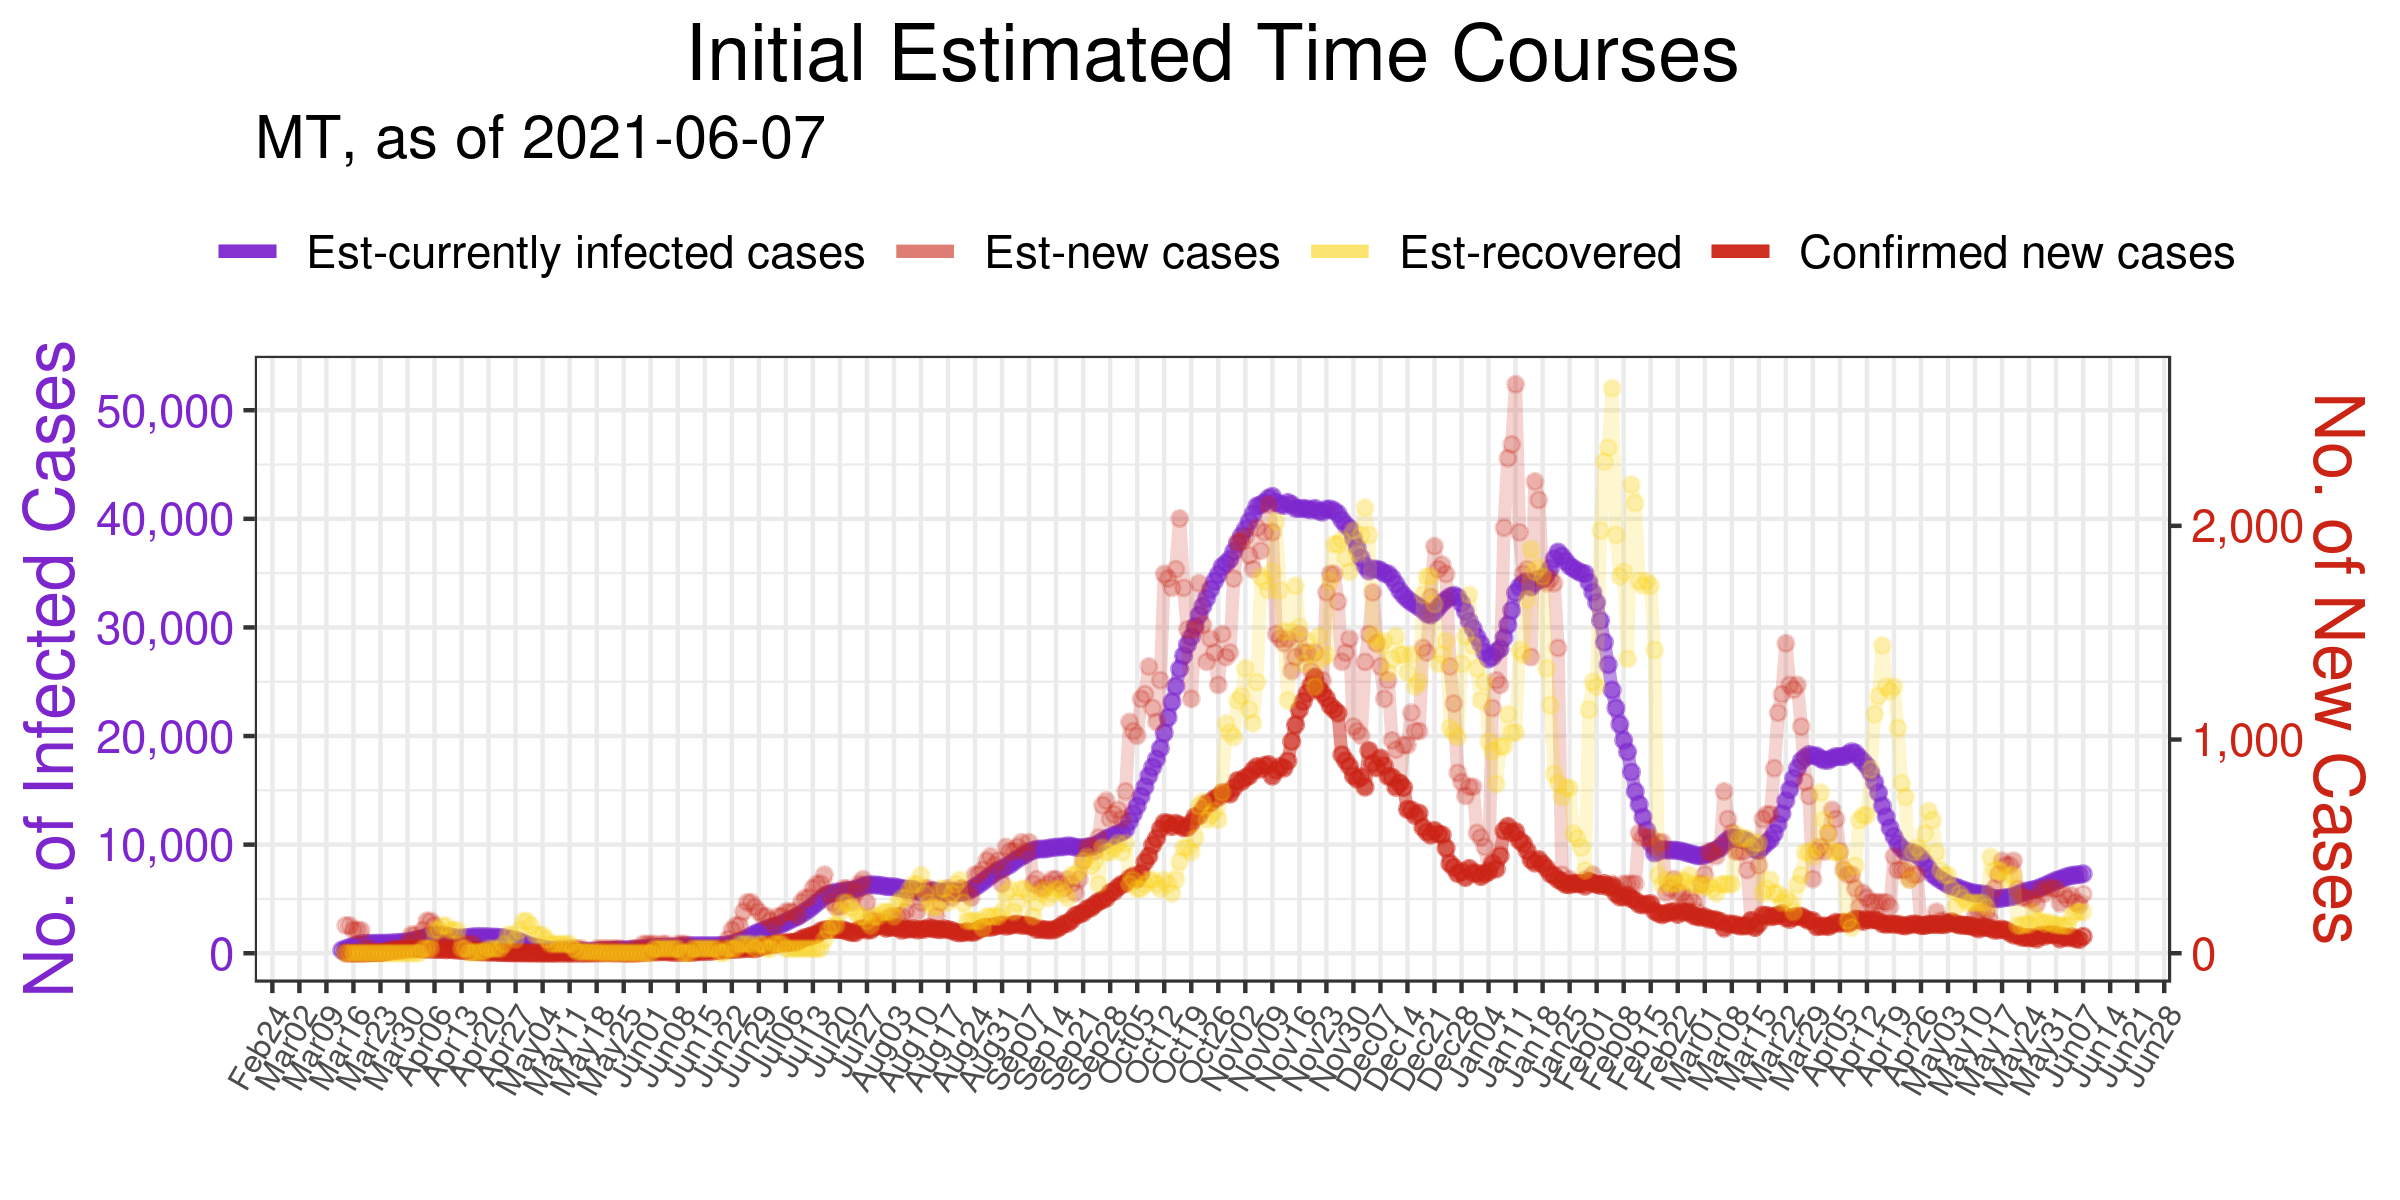 Initial Estimated Time Courses
MT, as of 2021-06-07
Est-currently infected cases Est-new cases Est-recovered Confirmed new cases
No. of Infected Cases
50,000
40,000
30,000
20,000
10,000
0
2,000
1,000
0
No. of New Cases
Feb24 Mar02 Mar09 Mar16 Mar23 Mar30 Apr06 Apr13 Apr20 Apr27 May04 May11 May18 May25 Jun01 Jun08 Jun15 Jun22 Jun29 Jul06 Jul13 Jul20 Jul27 Aug03 Aug10 Aug17 Aug24 Aug31 Sep07 Sep14 Sep21 Sep28 Oct05 Oct12 Oct19 Oct26 Nov02 Nov09 Nov16 Nov23 Nov30 Dec07 Dec14 Dec21 Dec28 Jan04 Jan11 Jan18 Jan25 Feb01 Feb08 Feb15 Feb22 Mar01 Mar08 Mar15 Mar22 Mar29 Apr05 Apr12 Apr19 Apr26 May03 May10 May17 May24 May31 Jun07 Jun14 Jun21 Jun28